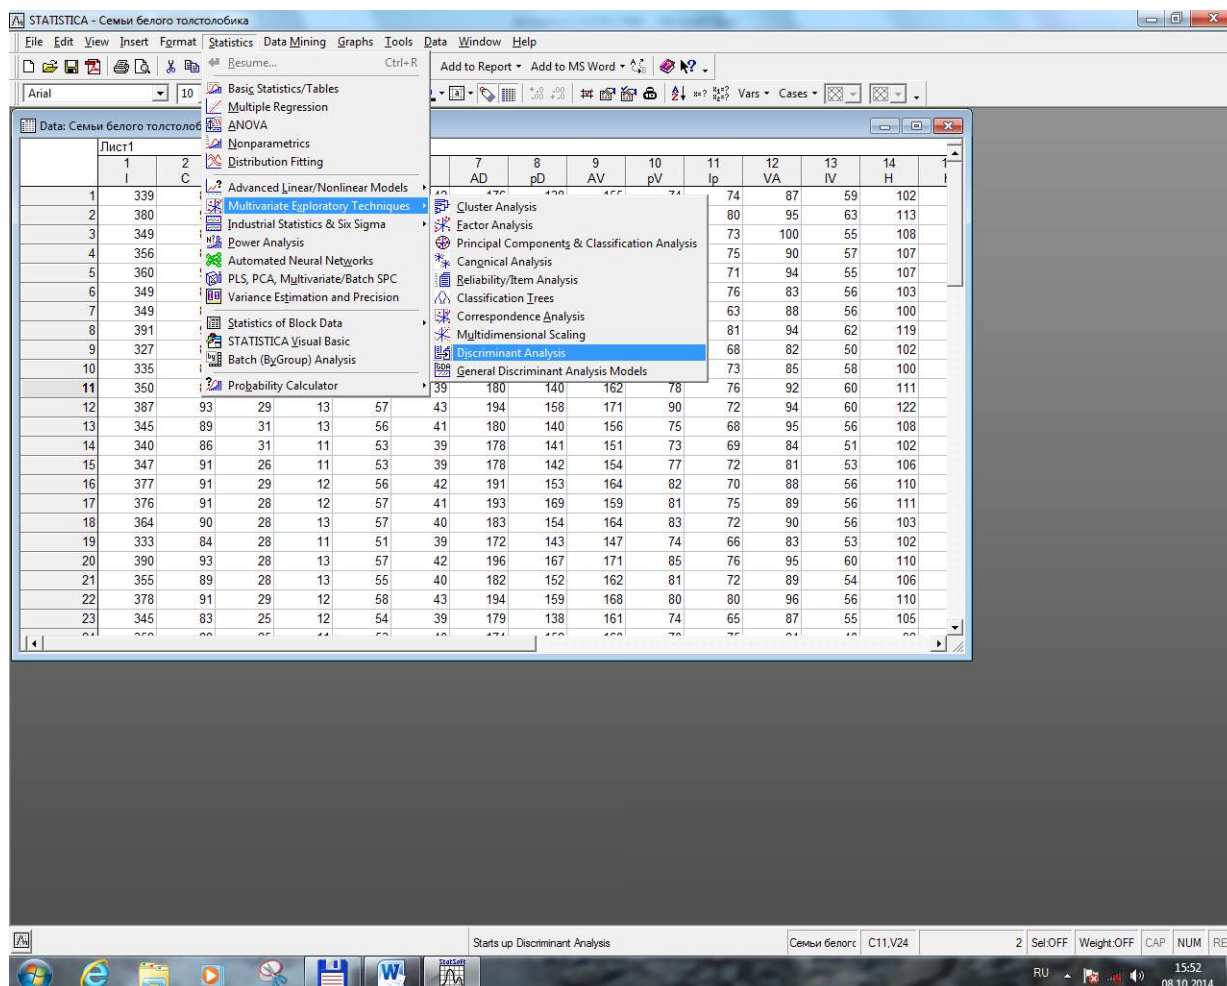 STATISTICA - Семьи белого толстолобика
File Edit View Insert Format Statistics Data Mining Graphs Tools Data Window Help
Resume... Ctrl+R
Add to Report Add to MS Word
Arial 10
Vars Cases
Basic Statistics/Tables
Multiple Regression
ANOVA
Nonparametrics
Distribution Fitting
Advanced Linear/Nonlinear Models
Multivariate Exploratory Techniques
Industrial Statistics & Six Sigma
Power Analysis
Automated Neural Networks
PLS, PCA, Multivariate/Batch SPC
Variance Estimation and Precision
Statistics of Block Data
STATISTICA Visual Basic
Batch (ByGroup) Analysis
Probability Calculator
Cluster Analysis
Factor Analysis
Principal Components & Classification Analysis
Canonical Analysis
Reliability/Item Analysis
Classification Trees
Correspondence Analysis
Multidimensional Scaling
Discriminant Analysis
General Discriminant Analysis Models
Data: Семьи белого толстолоб
Лист1
1 2 7 8 9 10 11 12 13 14
I C AD pD AV pV Ip VA IV H
1 339 74 87 59 102
2 380 80 95 63 113
3 349 73 100 55 108
4 356 75 90 57 107
5 360 71 94 55 107
6 349 76 83 56 103
7 349 63 88 56 100
8 391 81 94 62 119
9 327 68 82 50 102
10 335 73 85 58 100
11 350 39 180 140 162 78 76 92 60 111
12 387 93 29 13 57 43 194 158 171 90 72 94 60 122
13 345 89 31 13 56 41 180 140 156 75 68 95 56 108
14 340 86 31 11 53 39 178 141 151 73 69 84 51 102
15 347 91 26 11 53 39 178 142 154 77 72 81 53 106
16 377 91 29 12 56 42 191 153 164 82 70 88 56 110
17 376 91 28 12 57 41 193 169 159 81 75 89 56 111
18 364 90 28 13 57 40 183 154 164 83 72 90 56 103
19 333 84 28 11 51 39 172 143 147 74 66 83 53 102
20 390 93 28 13 57 42 196 167 171 85 76 95 60 110
21 355 89 28 13 55 40 182 152 162 81 72 89 54 106
22 378 91 29 12 58 43 194 159 168 80 80 96 56 110
23 345 83 25 12 54 39 179 138 161 74 65 87 55 105
Starts up Discriminant Analysis Семьи белогс C11,V24 2 Sel:OFF Weight:OFF CAP NUM RE
StatSoft
RU 15:52
08.10.2014